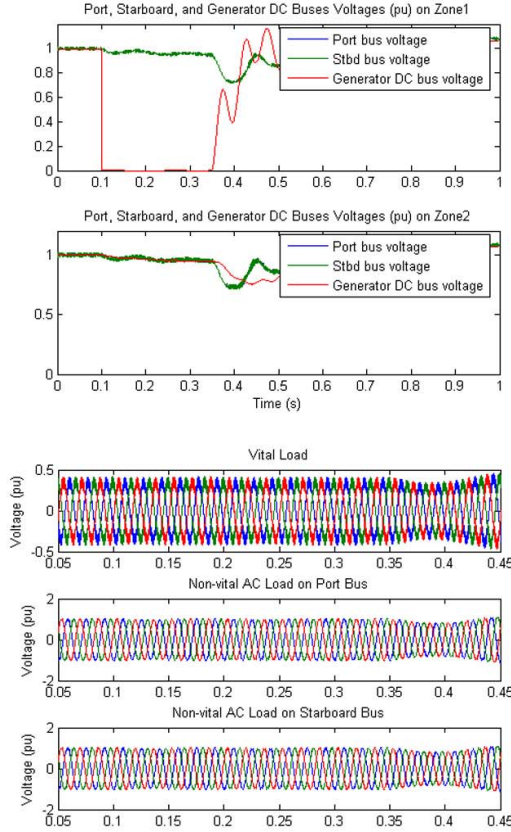 Port, Starboard, and Generator DC Buses Voltages (pu) on Zone1
Port bus voltage
Stbd bus voltage
Generator DC bus voltage
1
0.8
0.6
0.4
0.2
0
0 0.1 0.2 0.3 0.4 0.5 0.6 0.7 0.8 0.9 1
Port, Starboard, and Generator DC Buses Voltages (pu) on Zone2
Port bus voltage
Stbd bus voltage
Generator DC bus voltage
1
0.5
0
0 0.1 0.2 0.3 0.4 0.5 0.6 0.7 0.8 0.9 1
Time (s)
Vital Load
Voltage (pu)
0.5
0
-0.5
0.05 0.1 0.15 0.2 0.25 0.3 0.35 0.4 0.45
Non-vital AC Load on Port Bus
Voltage (pu)
2
0
-2
0.05 0.1 0.15 0.2 0.25 0.3 0.35 0.4 0.45
Non-vital AC Load on Starboard Bus
Voltage (pu)
2
0
-2
0.05 0.1 0.15 0.2 0.25 0.3 0.35 0.4 0.45